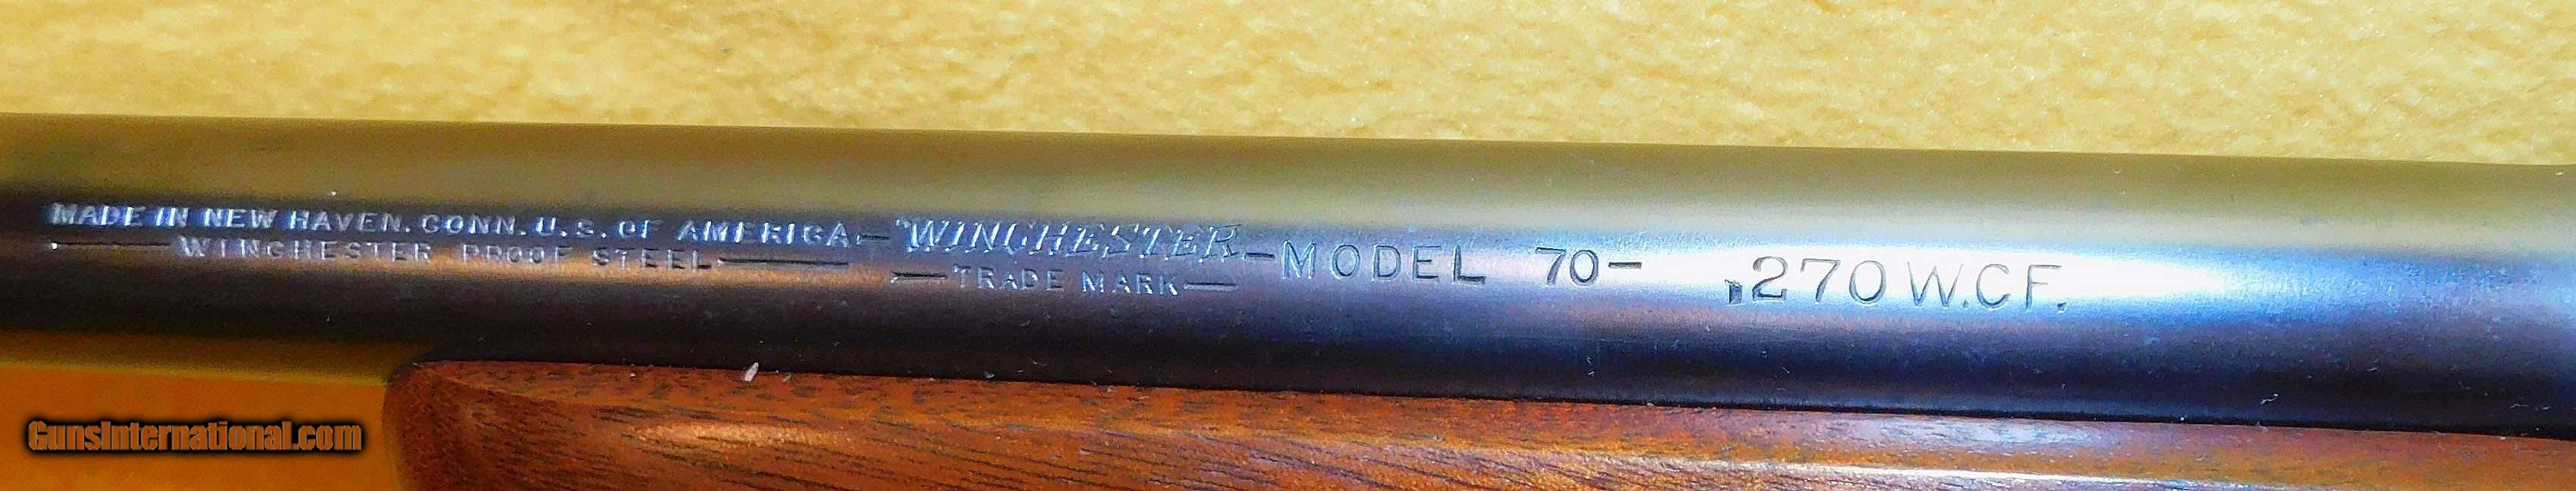 MADE IN NEW HAVEN. CONN. U.S. OF AMERICA.—WINCHESTER—MODEL 70— .270 W.C.F.
WINCHESTER PROOF STEEL —TRADE MARK—
GunsInternational.com